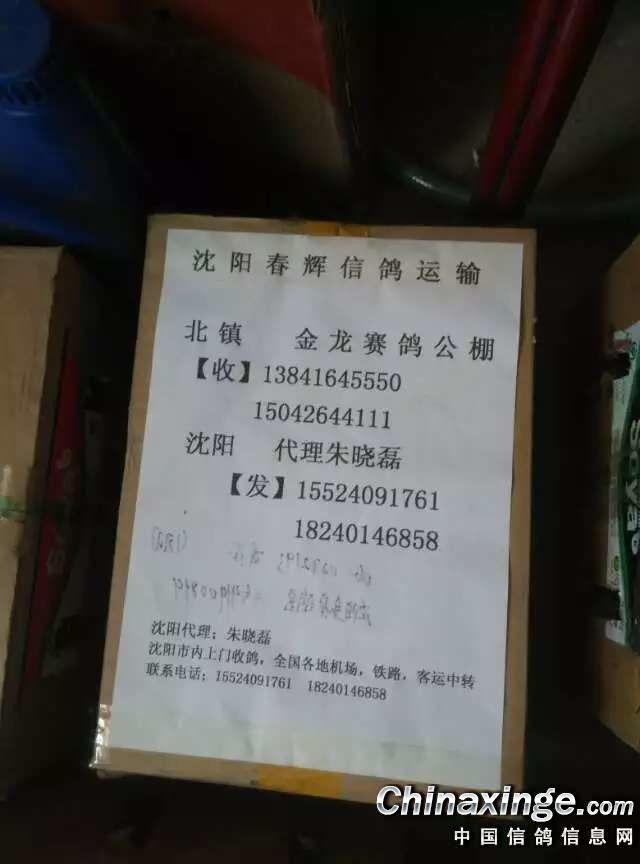 沈阳春辉信鸽运输
北镇 金龙赛鸽公棚
【收】13841645550
15042644111
沈阳 代理朱晓磊
【发】15524091761
18240146858
沈阳代理；朱晓磊
沈阳市内上门收鸽，全国各地机场，铁路，客运中转
联系电话；15524091761 18240146858
Chinaxinge.com
中国信鸽信息网